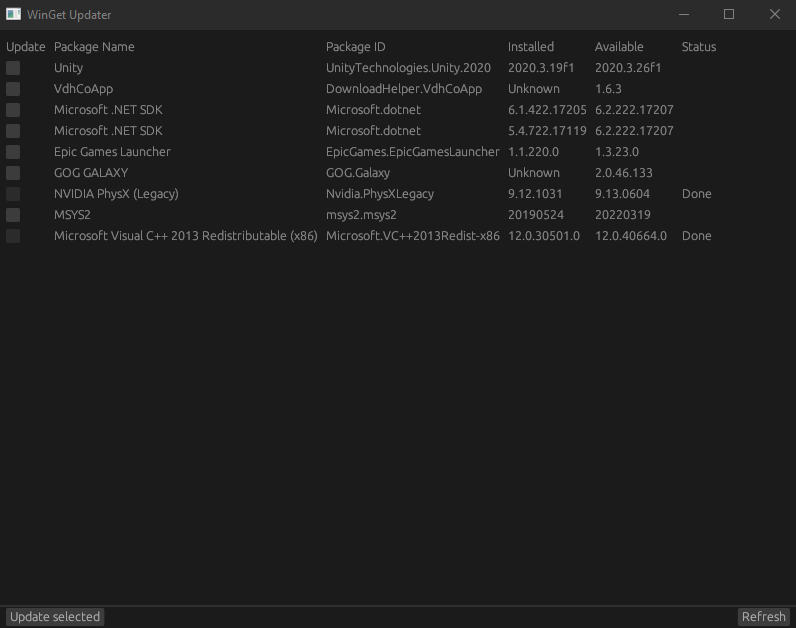 WinGet Updater
Update Package Name Package ID Installed Available Status
Unity UnityTechnologies.Unity.2020 2020.3.19f1 2020.3.26f1
VdhCoApp DownloadHelper.VdhCoApp Unknown 1.6.3
Microsoft .NET SDK Microsoft.dotnet 6.1.422.17205 6.2.222.17207
Microsoft .NET SDK Microsoft.dotnet 5.4.722.17119 6.2.222.17207
Epic Games Launcher EpicGames.EpicGamesLauncher 1.1.220.0 1.3.23.0
GOG GALAXY GOG.Galaxy Unknown 2.0.46.133
NVIDIA PhysX (Legacy) Nvidia.PhysXLegacy 9.12.1031 9.13.0604 Done
MSYS2 msys2.msys2 20190524 20220319
Microsoft Visual C++ 2013 Redistributable (x86) Microsoft.VC++2013Redist-x86 12.0.30501.0 12.0.40664.0 Done
Update selected Refresh